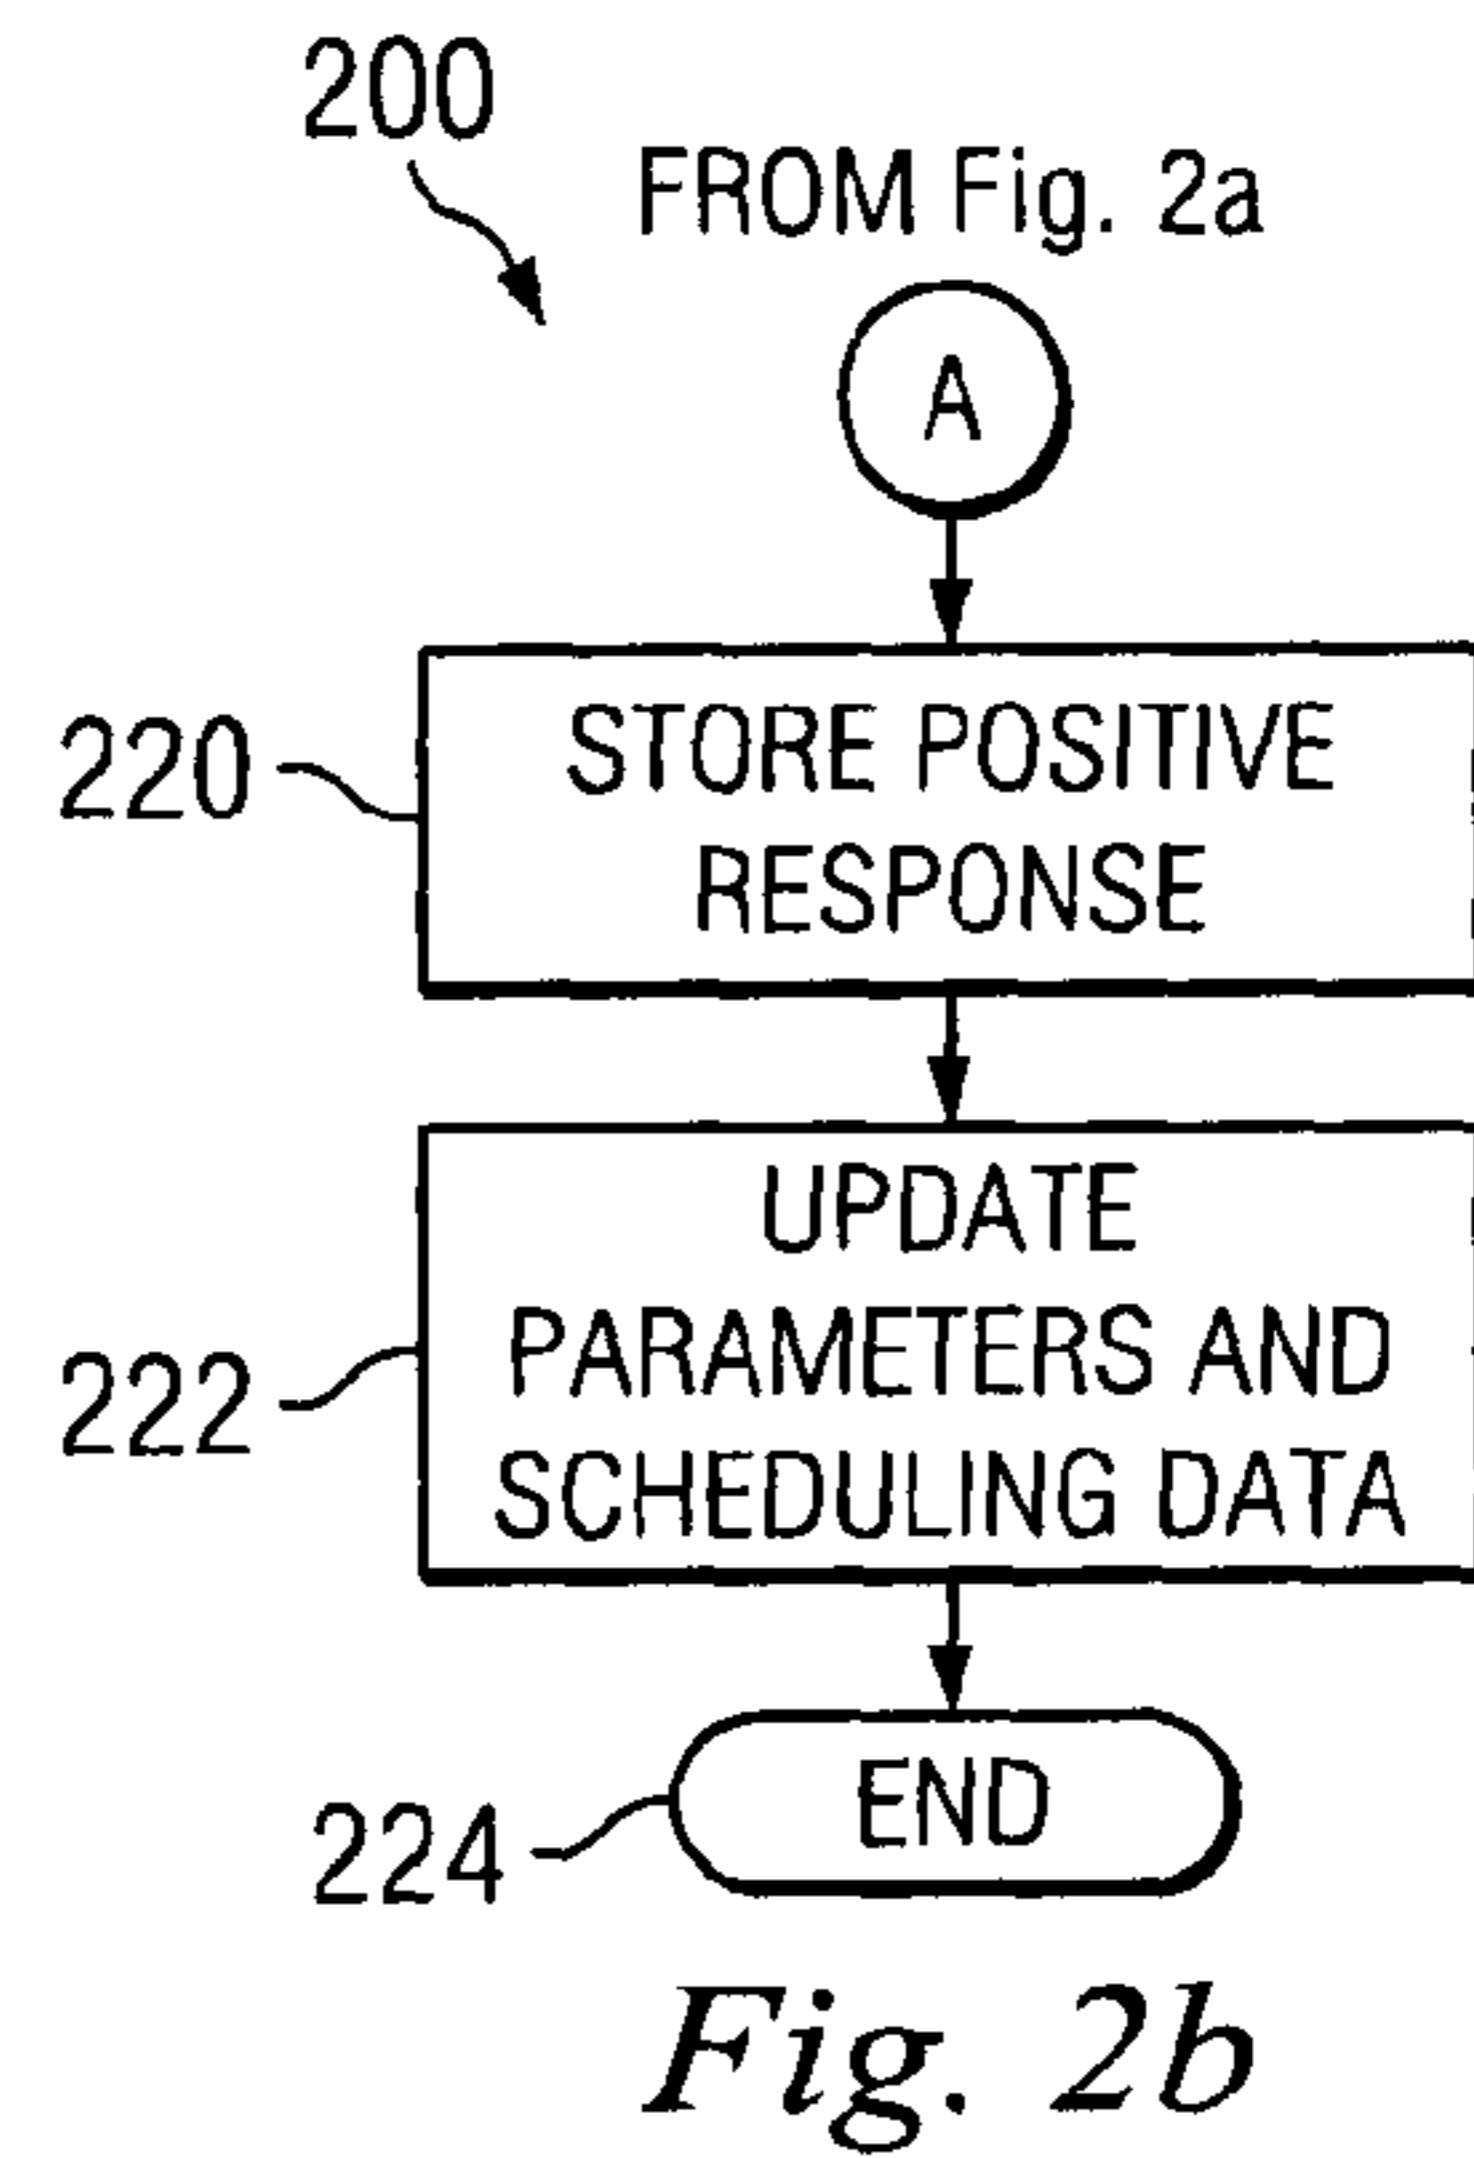 200
FROM Fig. 2a
A
220
STORE POSITIVE
RESPONSE
222
UPDATE
PARAMETERS AND
SCHEDULING DATA
224
END
Fig. 2b